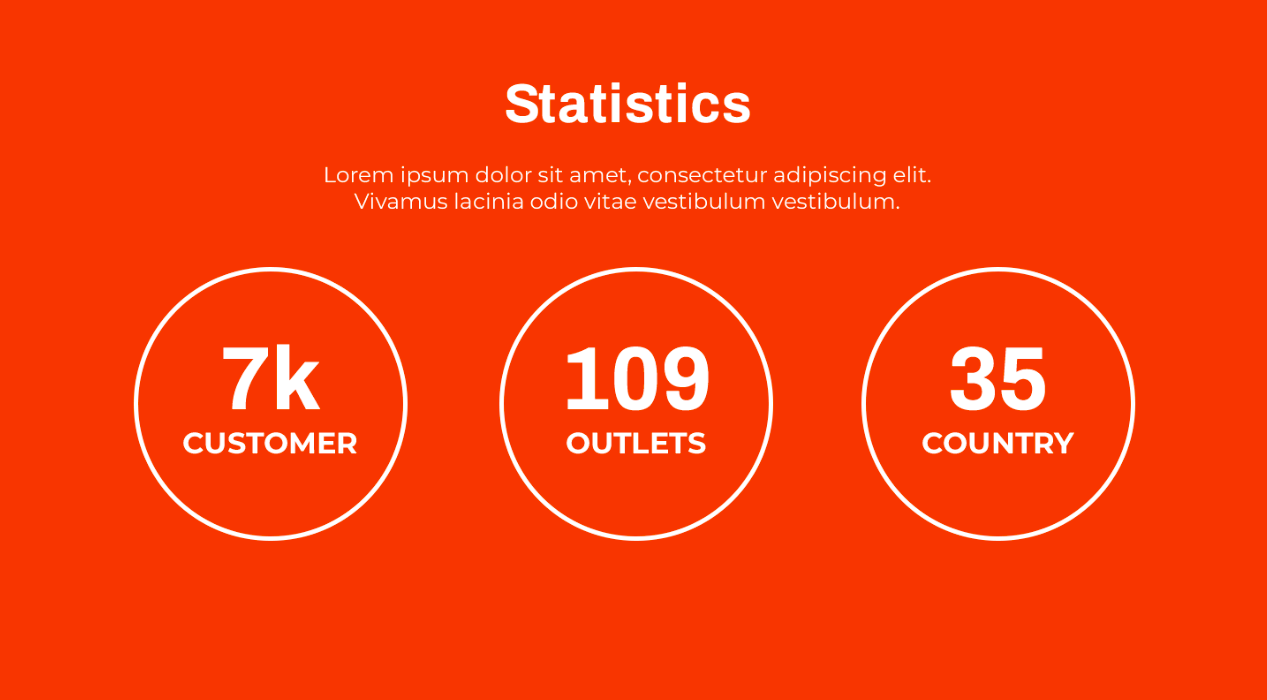 Statistics
Lorem ipsum dolor sit amet, consectetur adipiscing elit.
Vivamus lacinia odio vitae vestibulum vestibulum.
7k
CUSTOMER
109
OUTLETS
35
COUNTRY